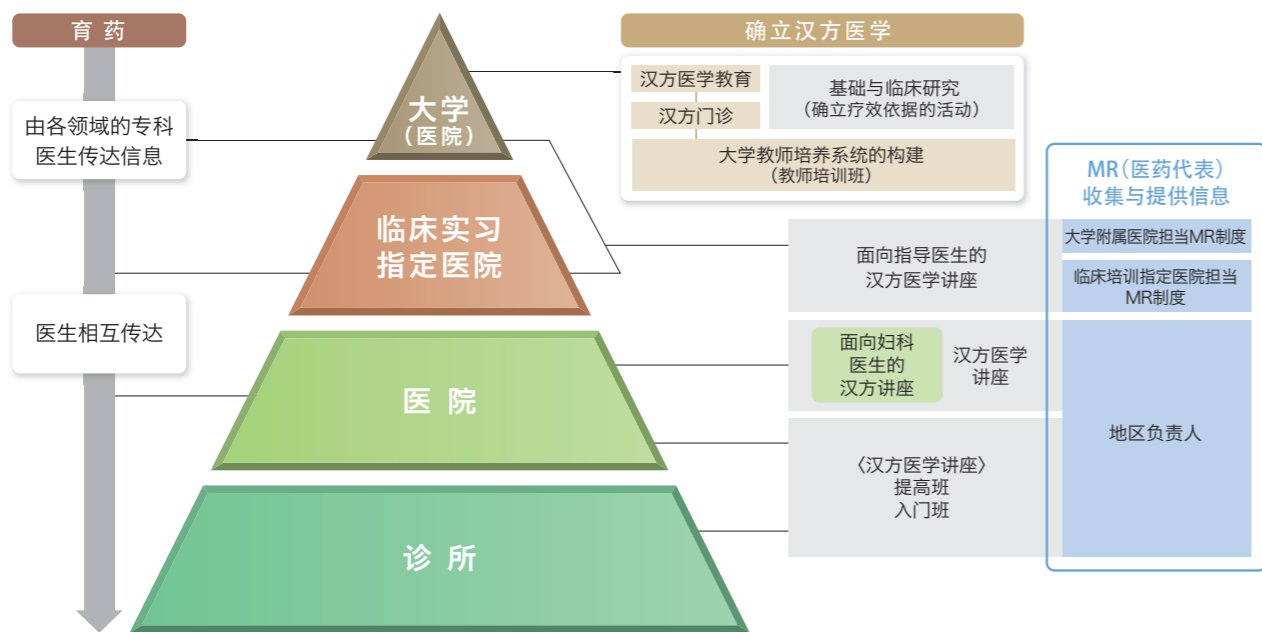 育药
由各领域的专科
医生传达信息
医生相互传达
大学
（医院）
临床实习
指定医院
医院
诊所
确立汉方医学
汉方医学教育
汉方门诊
基础与临床研究
（确立疗效依据的活动）
大学教师培养系统的构建
（教师培训班）
面向指导医生的
汉方医学讲座
面向妇科
医生的
汉方讲座
汉方医学
讲座
〈汉方医学讲座〉
提高班
入门班
MR（医药代表）
收集与提供信息
大学附属医院担当MR制度
临床培训指定医院担当
MR制度
地区负责人